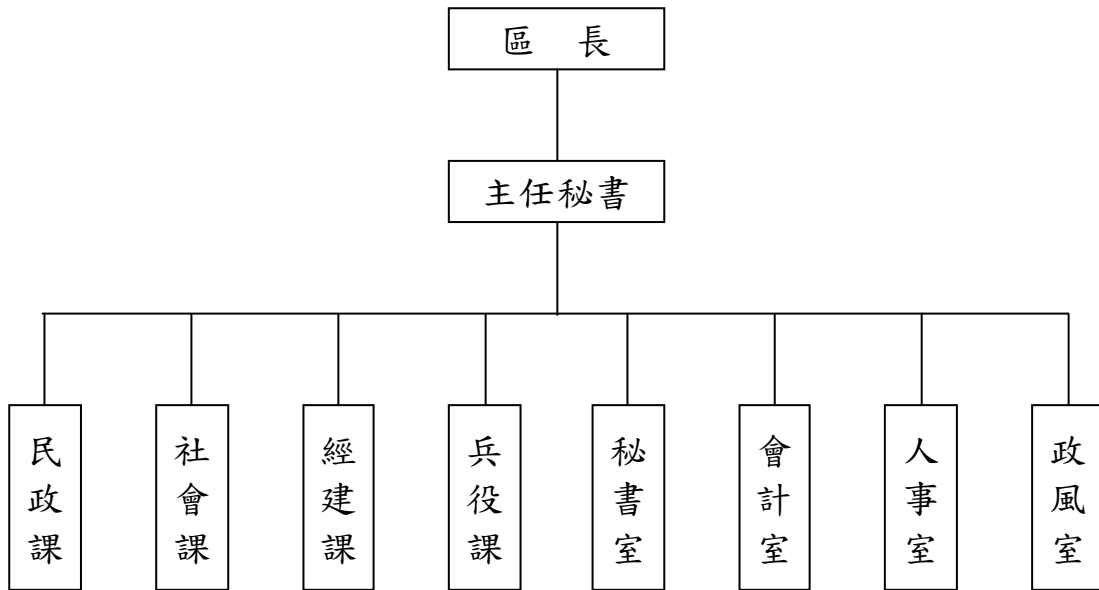 區　長
主任秘書
民政課
社會課
經建課
兵役課
秘書室
會計室
人事室
政風室